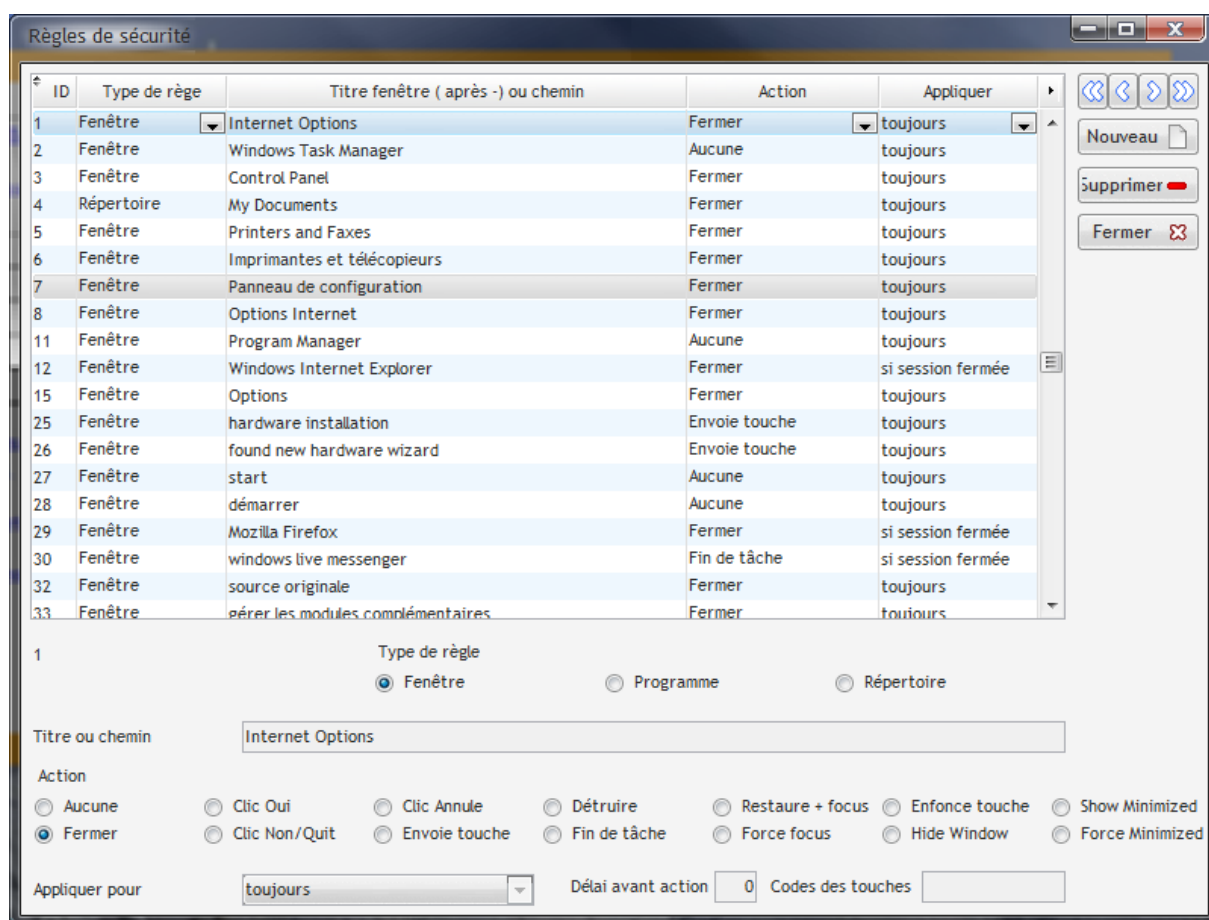 Règles de sécurité
ID Type de rège Titre fenêtre ( après -) ou chemin Action Appliquer
1 Fenêtre Internet Options Fermer toujours
2 Fenêtre Windows Task Manager Aucune toujours
3 Fenêtre Control Panel Fermer toujours
4 Répertoire My Documents Fermer toujours
5 Fenêtre Printers and Faxes Fermer toujours
6 Fenêtre Imprimantes et télécopieurs Fermer toujours
7 Fenêtre Panneau de configuration Fermer toujours
8 Fenêtre Options Internet Fermer toujours
11 Fenêtre Program Manager Aucune toujours
12 Fenêtre Windows Internet Explorer Fermer si session fermée
15 Fenêtre Options Fermer toujours
25 Fenêtre hardware installation Envoie touche toujours
26 Fenêtre found new hardware wizard Envoie touche toujours
27 Fenêtre start Aucune toujours
28 Fenêtre démarrer Aucune toujours
29 Fenêtre Mozilla Firefox Fermer si session fermée
30 Fenêtre windows live messenger Fin de tâche si session fermée
32 Fenêtre source originale Fermer toujours
33 Fenêtre gérer les modules complémentaires Fermer toujours
Nouveau
Supprimer
Fermer
1 Type de règle
Fenêtre Programme Répertoire
Titre ou chemin Internet Options
Action
Aucune Clic Oui Clic Annule Détruire Restaure + focus Enfonce touche Show Minimized
Fermer Clic Non/Quit Envoie touche Fin de tâche Force focus Hide Window Force Minimized
Appliquer pour toujours Délai avant action 0 Codes des touches